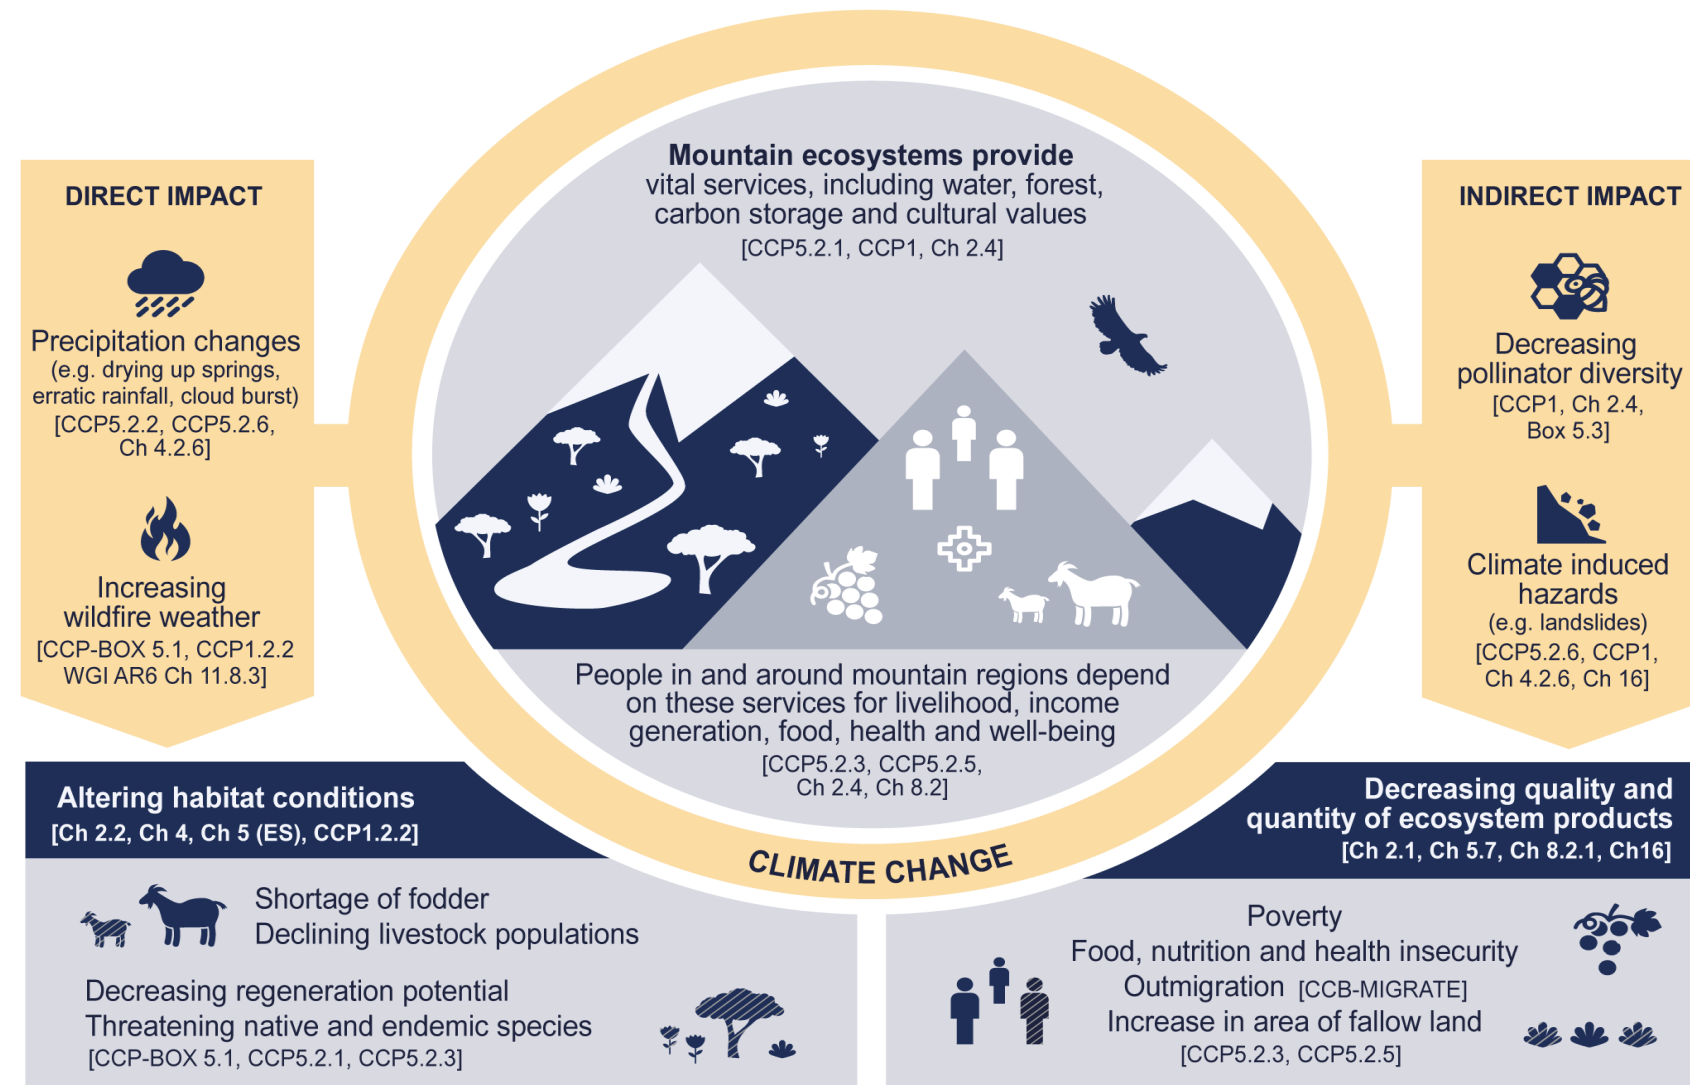 Mountain ecosystems provide
vital services, including water, forest,
carbon storage and cultural values
[CCP5.2.1, CCP1, Ch 2.4]
DIRECT IMPACT
Precipitation changes
(e.g. drying up springs,
erratic rainfall, cloud burst)
[CCP5.2.2, CCP5.2.6,
Ch 4.2.6]
Increasing
wildfire weather
[CCP-BOX 5.1, CCP1.2.2
WGI AR6 Ch 11.8.3]
INDIRECT IMPACT
Decreasing
pollinator diversity
[CCP1, Ch 2.4,
Box 5.3]
Climate induced
hazards
(e.g. landslides)
[CCP5.2.6, CCP1,
Ch 4.2.6, Ch 16]
People in and around mountain regions depend
on these services for livelihood, income
generation, food, health and well-being
[CCP5.2.3, CCP5.2.5,
Ch 2.4, Ch 8.2]
CLIMATE CHANGE
Altering habitat conditions
[Ch 2.2, Ch 4, Ch 5 (ES), CCP1.2.2]
Shortage of fodder
Declining livestock populations
Decreasing regeneration potential
Threatening native and endemic species
[CCP-BOX 5.1, CCP5.2.1, CCP5.2.3]
Decreasing quality and
quantity of ecosystem products
[Ch 2.1, Ch 5.7, Ch 8.2.1, Ch16]
Poverty
Food, nutrition and health insecurity
Outmigration [CCB-MIGRATE]
Increase in area of fallow land
[CCP5.2.3, CCP5.2.5]